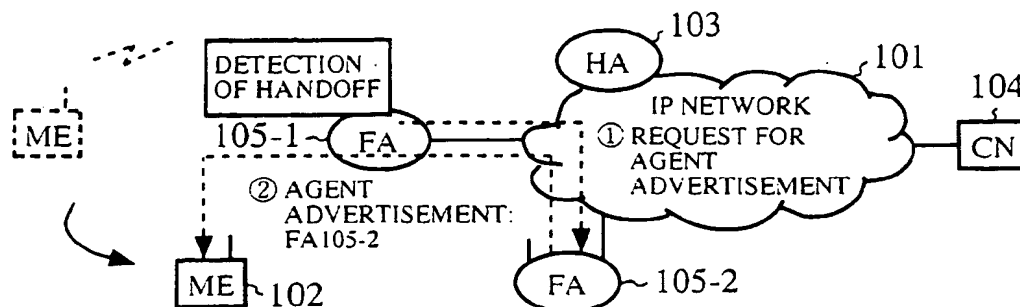 103
DETECTION
OF HANDOFF
HA
101
IP NETWORK
104
ME
105-1
FA
① REQUEST FOR
AGENT
ADVERTISEMENT
CN
② AGENT
ADVERTISEMENT:
FA105-2
ME
102
FA
105-2